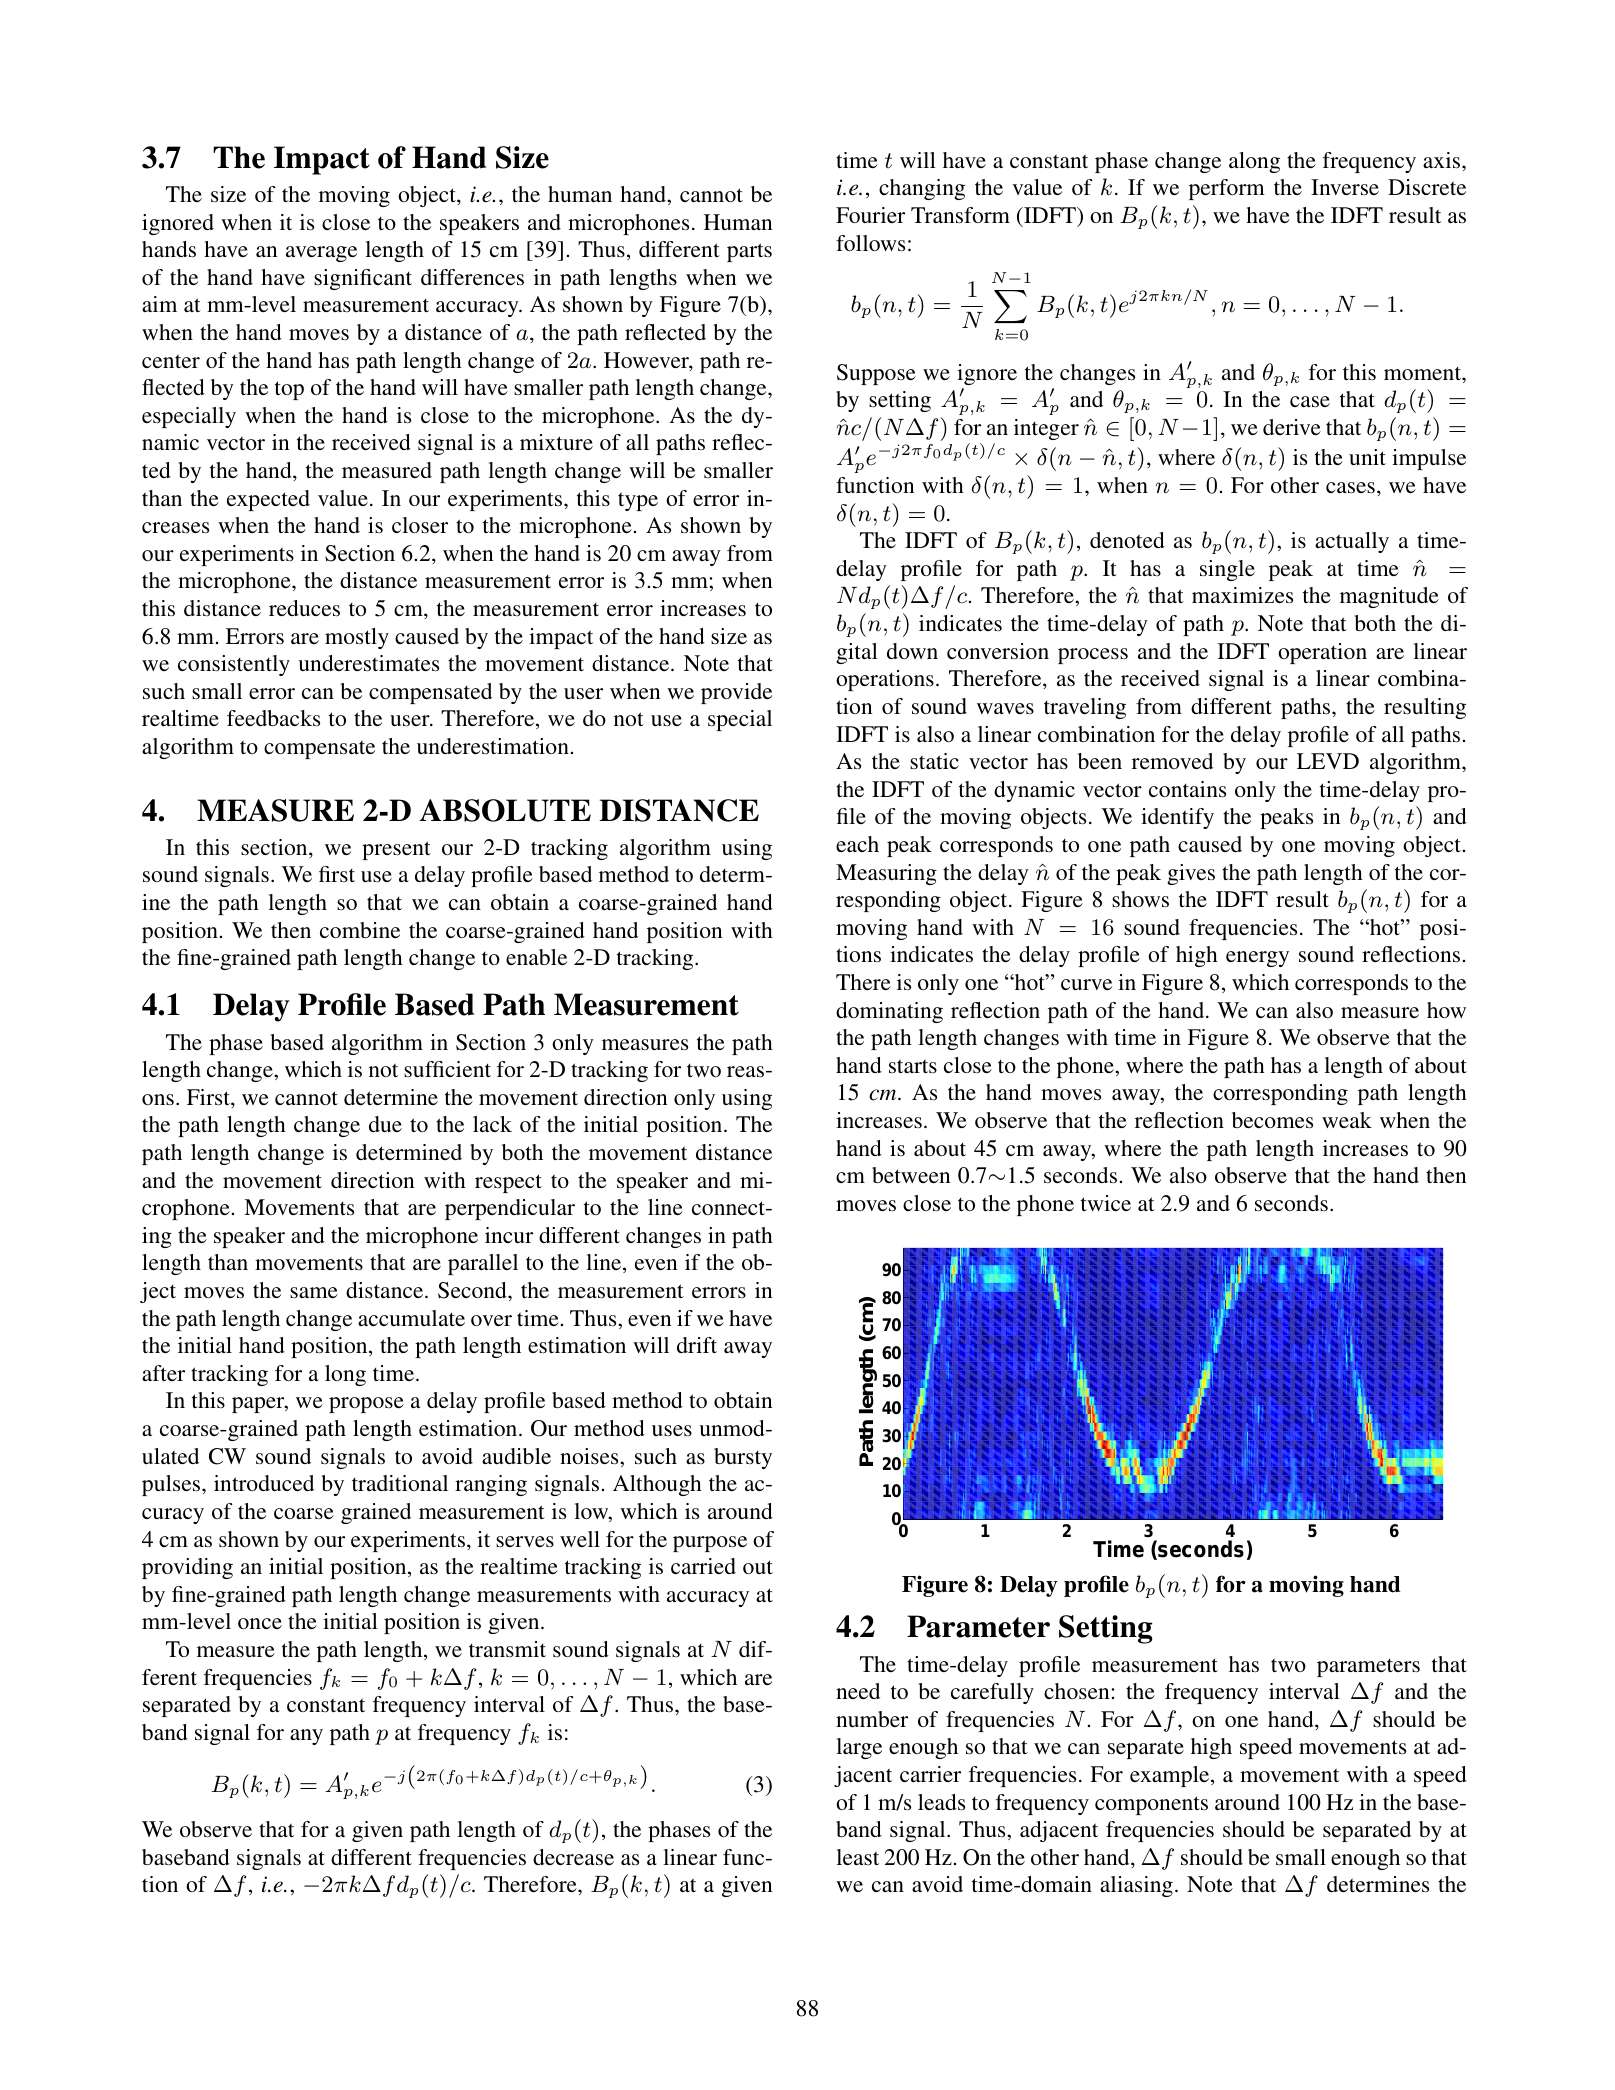 3.7 The Impact of Hand Size
The size of the moving object, i.e., the human hand, cannot be
ignored when it is close to the speakers and microphones. Human
hands have an average length of 15 cm [39]. Thus, different parts
of the hand have significant differences in path lengths when we
aim at mm-level measurement accuracy. As shown by Figure 7(b),
when the hand moves by a distance of a, the path reflected by the
center of the hand has path length change of 2a. However, path re-
flected by the top of the hand will have smaller path length change,
especially when the hand is close to the microphone. As the dy-
namic vector in the received signal is a mixture of all paths reflec-
ted by the hand, the measured path length change will be smaller
than the expected value. In our experiments, this type of error in-
creases when the hand is closer to the microphone. As shown by
our experiments in Section 6.2, when the hand is 20 cm away from
the microphone, the distance measurement error is 3.5 mm; when
this distance reduces to 5 cm, the measurement error increases to
6.8 mm. Errors are mostly caused by the impact of the hand size as
we consistently underestimates the movement distance. Note that
such small error can be compensated by the user when we provide
realtime feedbacks to the user. Therefore, we do not use a special
algorithm to compensate the underestimation.
4. MEASURE 2-D ABSOLUTE DISTANCE
In this section, we present our 2-D tracking algorithm using
sound signals. We first use a delay profile based method to determ-
ine the path length so that we can obtain a coarse-grained hand
position. We then combine the coarse-grained hand position with
the fine-grained path length change to enable 2-D tracking.
4.1 Delay Profile Based Path Measurement
The phase based algorithm in Section 3 only measures the path
length change, which is not sufficient for 2-D tracking for two reas-
ons. First, we cannot determine the movement direction only using
the path length change due to the lack of the initial position. The
path length change is determined by both the movement distance
and the movement direction with respect to the speaker and mi-
crophone. Movements that are perpendicular to the line connect-
ing the speaker and the microphone incur different changes in path
length than movements that are parallel to the line, even if the ob-
ject moves the same distance. Second, the measurement errors in
the path length change accumulate over time. Thus, even if we have
the initial hand position, the path length estimation will drift away
after tracking for a long time.
In this paper, we propose a delay profile based method to obtain
a coarse-grained path length estimation. Our method uses unmod-
ulated CW sound signals to avoid audible noises, such as bursty
pulses, introduced by traditional ranging signals. Although the ac-
curacy of the coarse grained measurement is low, which is around
4 cm as shown by our experiments, it serves well for the purpose of
providing an initial position, as the realtime tracking is carried out
by fine-grained path length change measurements with accuracy at
mm-level once the initial position is given.
To measure the path length, we transmit sound signals at N dif-
ferent frequencies f_k = f_0 + kΔf, k = 0, . . . , N − 1, which are
separated by a constant frequency interval of Δf. Thus, the base-
band signal for any path p at frequency f_k is:
B_p(k, t) = A′_{p,k}e^{−j(2π(f_0+kΔf)d_p(t)/c+θ_{p,k})}. (3)
We observe that for a given path length of d_p(t), the phases of the
baseband signals at different frequencies decrease as a linear func-
tion of Δf, i.e., −2πkΔfd_p(t)/c. Therefore, B_p(k, t) at a given
time t will have a constant phase change along the frequency axis,
i.e., changing the value of k. If we perform the Inverse Discrete
Fourier Transform (IDFT) on B_p(k, t), we have the IDFT result as
follows:
b_p(n, t) = \frac{1}{N} \sum_{k=0}^{N−1} B_p(k, t)e^{j2πkn/N}, n = 0, . . . , N − 1.
Suppose we ignore the changes in A′_{p,k} and θ_{p,k} for this moment,
by setting A′_{p,k} = A′_p and θ_{p,k} = 0. In the case that d_p(t) =
n̂c/(NΔf) for an integer n̂ ∈ [0, N−1], we derive that b_p(n, t) =
A′_pe^{−j2πf_0d_p(t)/c} × δ(n − n̂, t), where δ(n, t) is the unit impulse
function with δ(n, t) = 1, when n = 0. For other cases, we have
δ(n, t) = 0.
The IDFT of B_p(k, t), denoted as b_p(n, t), is actually a time-
delay profile for path p. It has a single peak at time n̂ =
Nd_p(t)Δf/c. Therefore, the n̂ that maximizes the magnitude of
b_p(n, t) indicates the time-delay of path p. Note that both the di-
gital down conversion process and the IDFT operation are linear
operations. Therefore, as the received signal is a linear combina-
tion of sound waves traveling from different paths, the resulting
IDFT is also a linear combination for the delay profile of all paths.
As the static vector has been removed by our LEVD algorithm,
the IDFT of the dynamic vector contains only the time-delay pro-
file of the moving objects. We identify the peaks in b_p(n, t) and
each peak corresponds to one path caused by one moving object.
Measuring the delay n̂ of the peak gives the path length of the cor-
responding object. Figure 8 shows the IDFT result b_p(n, t) for a
moving hand with N = 16 sound frequencies. The “hot” posi-
tions indicates the delay profile of high energy sound reflections.
There is only one “hot” curve in Figure 8, which corresponds to the
dominating reflection path of the hand. We can also measure how
the path length changes with time in Figure 8. We observe that the
hand starts close to the phone, where the path has a length of about
15 cm. As the hand moves away, the corresponding path length
increases. We observe that the reflection becomes weak when the
hand is about 45 cm away, where the path length increases to 90
cm between 0.7∼1.5 seconds. We also observe that the hand then
moves close to the phone twice at 2.9 and 6 seconds.
Path length (cm)
90
80
70
60
50
40
30
20
10
0
0 1 2 3 4 5 6
Time (seconds)
Figure 8: Delay profile b_p(n, t) for a moving hand
4.2 Parameter Setting
The time-delay profile measurement has two parameters that
need to be carefully chosen: the frequency interval Δf and the
number of frequencies N. For Δf, on one hand, Δf should be
large enough so that we can separate high speed movements at ad-
jacent carrier frequencies. For example, a movement with a speed
of 1 m/s leads to frequency components around 100 Hz in the base-
band signal. Thus, adjacent frequencies should be separated by at
least 200 Hz. On the other hand, Δf should be small enough so that
we can avoid time-domain aliasing. Note that Δf determines the
88